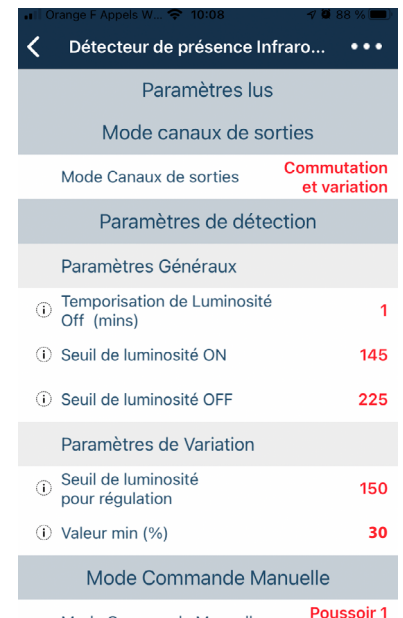 Orange F Appels W... 10:08 88 %
Détecteur de présence Infraro...
Paramètres lus
Mode canaux de sorties
Mode Canaux de sorties Commutation
et variation
Paramètres de détection
Paramètres Généraux
Temporisation de Luminosité
Off (mins) 1
Seuil de luminosité ON 145
Seuil de luminosité OFF 225
Paramètres de Variation
Seuil de luminosité
pour régulation 150
Valeur min (%) 30
Mode Commande Manuelle
Poussoir 1